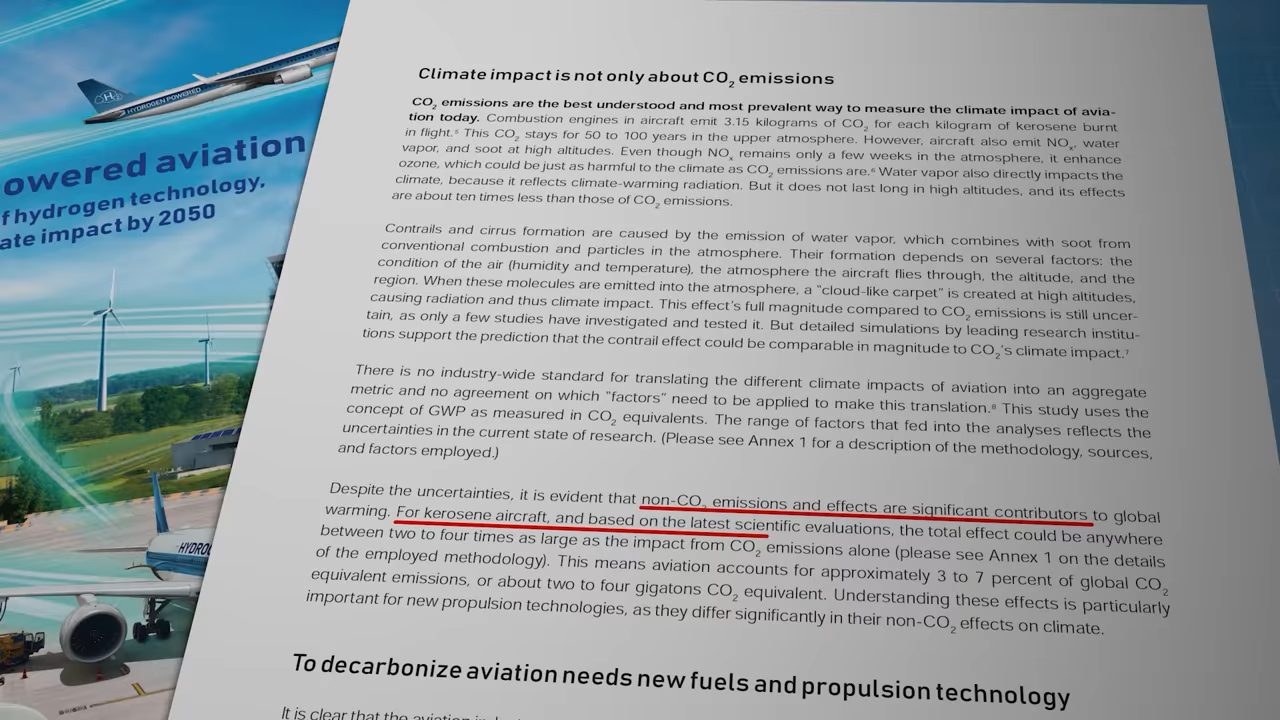 HYDROGEN POWERED
owered aviation
f hydrogen technology,
ate impact by 2050
HYDROG
Climate impact is not only about CO₂ emissions
CO₂ emissions are the best understood and most prevalent way to measure the climate impact of avia-
tion today. Combustion engines in aircraft emit 3.15 kilograms of CO₂ for each kilogram of kerosene burnt
in flight.⁵ This CO₂ stays for 50 to 100 years in the upper atmosphere. However, aircraft also emit NOₓ, water
vapor, and soot at high altitudes. Even though NOₓ remains only a few weeks in the atmosphere, it enhance
ozone, which could be just as harmful to the climate as CO₂ emissions are.⁶ Water vapor also directly impacts the
climate, because it reflects climate-warming radiation. But it does not last long in high altitudes, and its effects
are about ten times less than those of CO₂ emissions.
Contrails and cirrus formation are caused by the emission of water vapor, which combines with soot from
conventional combustion and particles in the atmosphere. Their formation depends on several factors: the
condition of the air (humidity and temperature), the atmosphere the aircraft flies through, the altitude, and the
region. When these molecules are emitted into the atmosphere, a "cloud-like carpet" is created at high altitudes,
causing radiation and thus climate impact. This effect's full magnitude compared to CO₂ emissions is still uncer-
tain, as only a few studies have investigated and tested it. But detailed simulations by leading research institu-
tions support the prediction that the contrail effect could be comparable in magnitude to CO₂'s climate impact.⁷
There is no industry-wide standard for translating the different climate impacts of aviation into an aggregate
metric and no agreement on which "factors" need to be applied to make this translation.⁸ This study uses the
concept of GWP as measured in CO₂ equivalents. The range of factors that fed into the analyses reflects the
uncertainties in the current state of research. (Please see Annex 1 for a description of the methodology, sources,
and factors employed.)
Despite the uncertainties, it is evident that non-CO₂ emissions and effects are significant contributors to global
warming. For kerosene aircraft, and based on the latest scientific evaluations, the total effect could be anywhere
between two to four times as large as the impact from CO₂ emissions alone (please see Annex 1 on the details
of the employed methodology). This means aviation accounts for approximately 3 to 7 percent of global CO₂
equivalent emissions, or about two to four gigatons CO₂ equivalent. Understanding these effects is particularly
important for new propulsion technologies, as they differ significantly in their non-CO₂ effects on climate.
To decarbonize aviation needs new fuels and propulsion technology
It is clear that the aviation